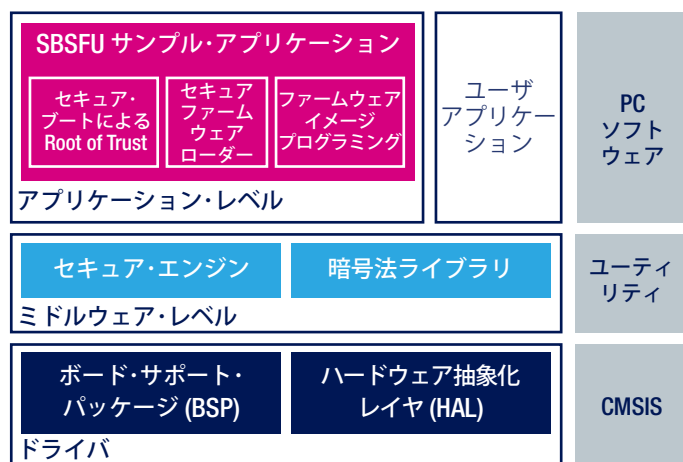 SBSFU サンプル・アプリケーション
セキュア・
ブートによる
Root of Trust
セキュア
ファーム
ウェア
ローダー
ファームウェア
イメージ
プログラミング
アプリケーション・レベル
ユーザ
アプリケー
ション
PC
ソフト
ウェア
セキュア・エンジン
暗号法ライブラリ
ミドルウェア・レベル
ユーティ
リティ
ボード・サポート・
パッケージ (BSP)
ハードウェア抽象化
レイヤ (HAL)
ドライバ
CMSIS